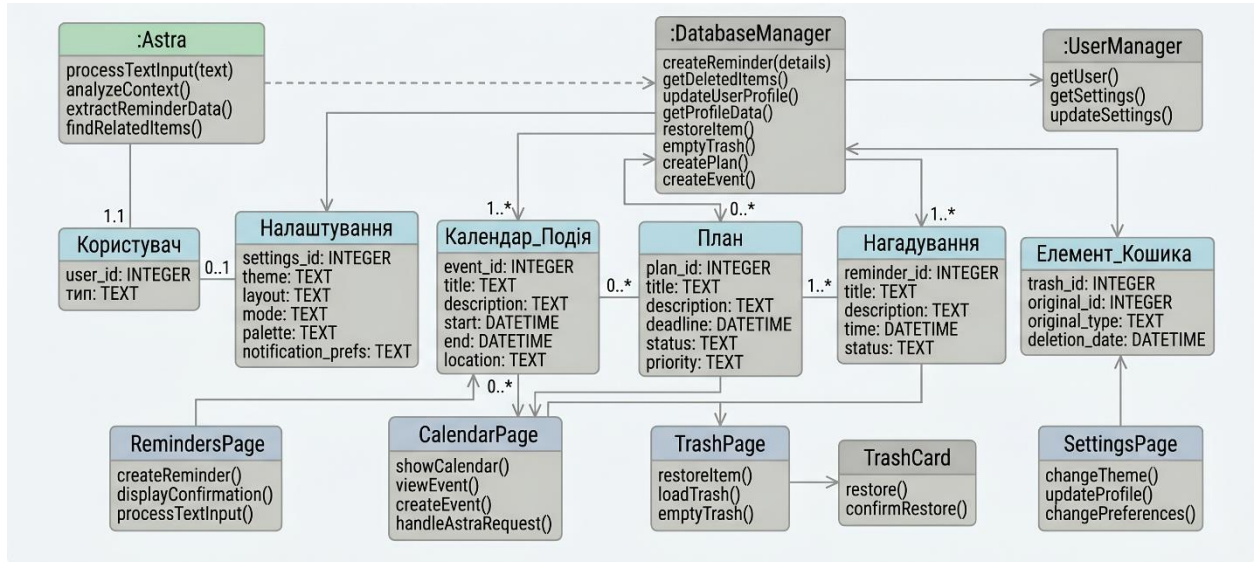 :Astra
processTextInput(text)
analyzeContext()
extractReminderData()
findRelatedItems()
:DatabaseManager
createReminder(details)
getDeletedItems()
updateUserProfile()
getProfileData()
restoreItem()
emptyTrash()
createPlan()
createEvent()
:UserManager
getUser()
getSettings()
updateSettings()
1.1
1..*
0..*
1..*
Користувач
user_id: INTEGER
тип: TEXT
0..1
Налаштування
settings_id: INTEGER
theme: TEXT
layout: TEXT
mode: TEXT
palette: TEXT
notification_prefs: TEXT
Календар_Подія
event_id: INTEGER
title: TEXT
description: TEXT
start: DATETIME
end: DATETIME
location: TEXT
0..*
План
plan_id: INTEGER
title: TEXT
description: TEXT
deadline: DATETIME
status: TEXT
priority: TEXT
1..*
Нагадування
reminder_id: INTEGER
title: TEXT
description: TEXT
time: DATETIME
status: TEXT
Елемент_Кошика
trash_id: INTEGER
original_id: INTEGER
original_type: TEXT
deletion_date: DATETIME
0..*
RemindersPage
createReminder()
displayConfirmation()
processTextInput()
CalendarPage
showCalendar()
viewEvent()
createEvent()
handleAstraRequest()
TrashPage
restoreItem()
loadTrash()
emptyTrash()
TrashCard
restore()
confirmRestore()
SettingsPage
changeTheme()
updateProfile()
changePreferences()